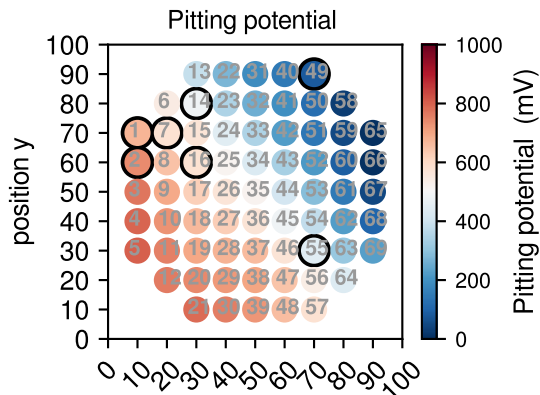 Pitting potential
100
90
80
70
60
50
40
30
20
10
0
position y
13 22 31 40 49
6 14 23 32 41 50 58
1 7 15 24 33 42 51 59 65
2 8 16 25 34 43 52 60 66
3 9 17 26 35 44 53 61 67
4 10 18 27 36 45 54 62 68
5 11 19 28 37 46 55 63 69
12 20 29 38 47 56 64
21 30 39 48 57
0 10 20 30 40 50 60 70 80 90 100
1000
800
600
400
200
0
Pitting potential (mV)